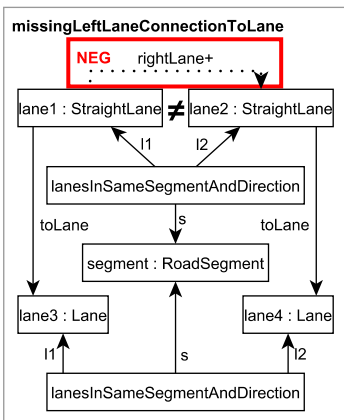 missingLeftLaneConnectionToLane
NEG rightLane+
lane1 : StraightLane ≠ lane2 : StraightLane
l1 l2
lanesInSameSegmentAndDirection
toLane s toLane
segment : RoadSegment
lane3 : Lane lane4 : Lane
l1 s l2
lanesInSameSegmentAndDirection